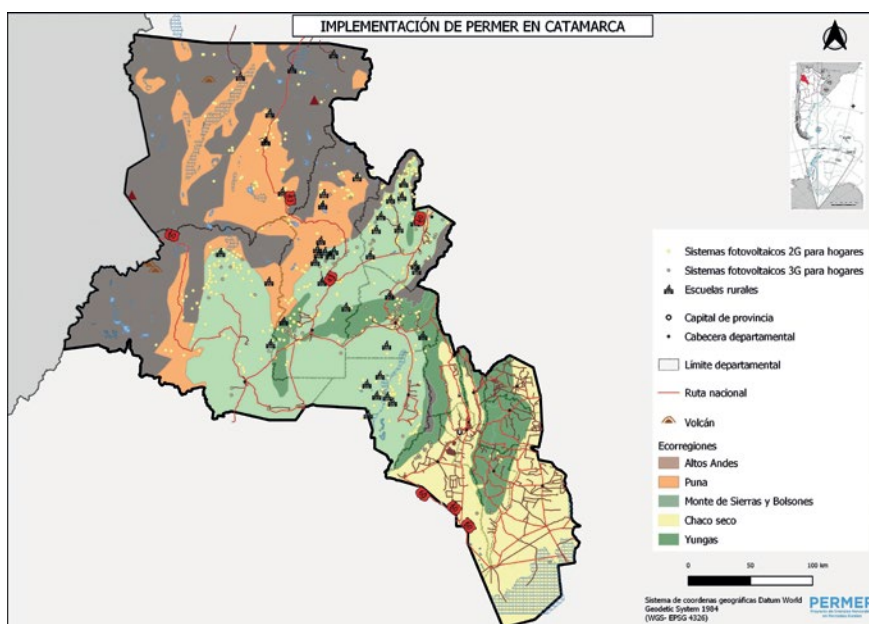 IMPLEMENTACIÓN DE PERMER EN CATAMARCA
Sistemas fotovoltaicos 2G para hogares
Sistemas fotovoltaicos 3G para hogares
Escuelas rurales
Capital de provincia
Cabecera departamental
Límite departamental
Ruta nacional
Volcán
Ecorregiones
Altos Andes
Puna
Monte de Sierras y Bolsones
Chaco seco
Yungas
0 50 100 km
Sistema de coordenas geográficas Datum World
Geodetic System 1984
(WGS- EPSG 4326)
PERMER